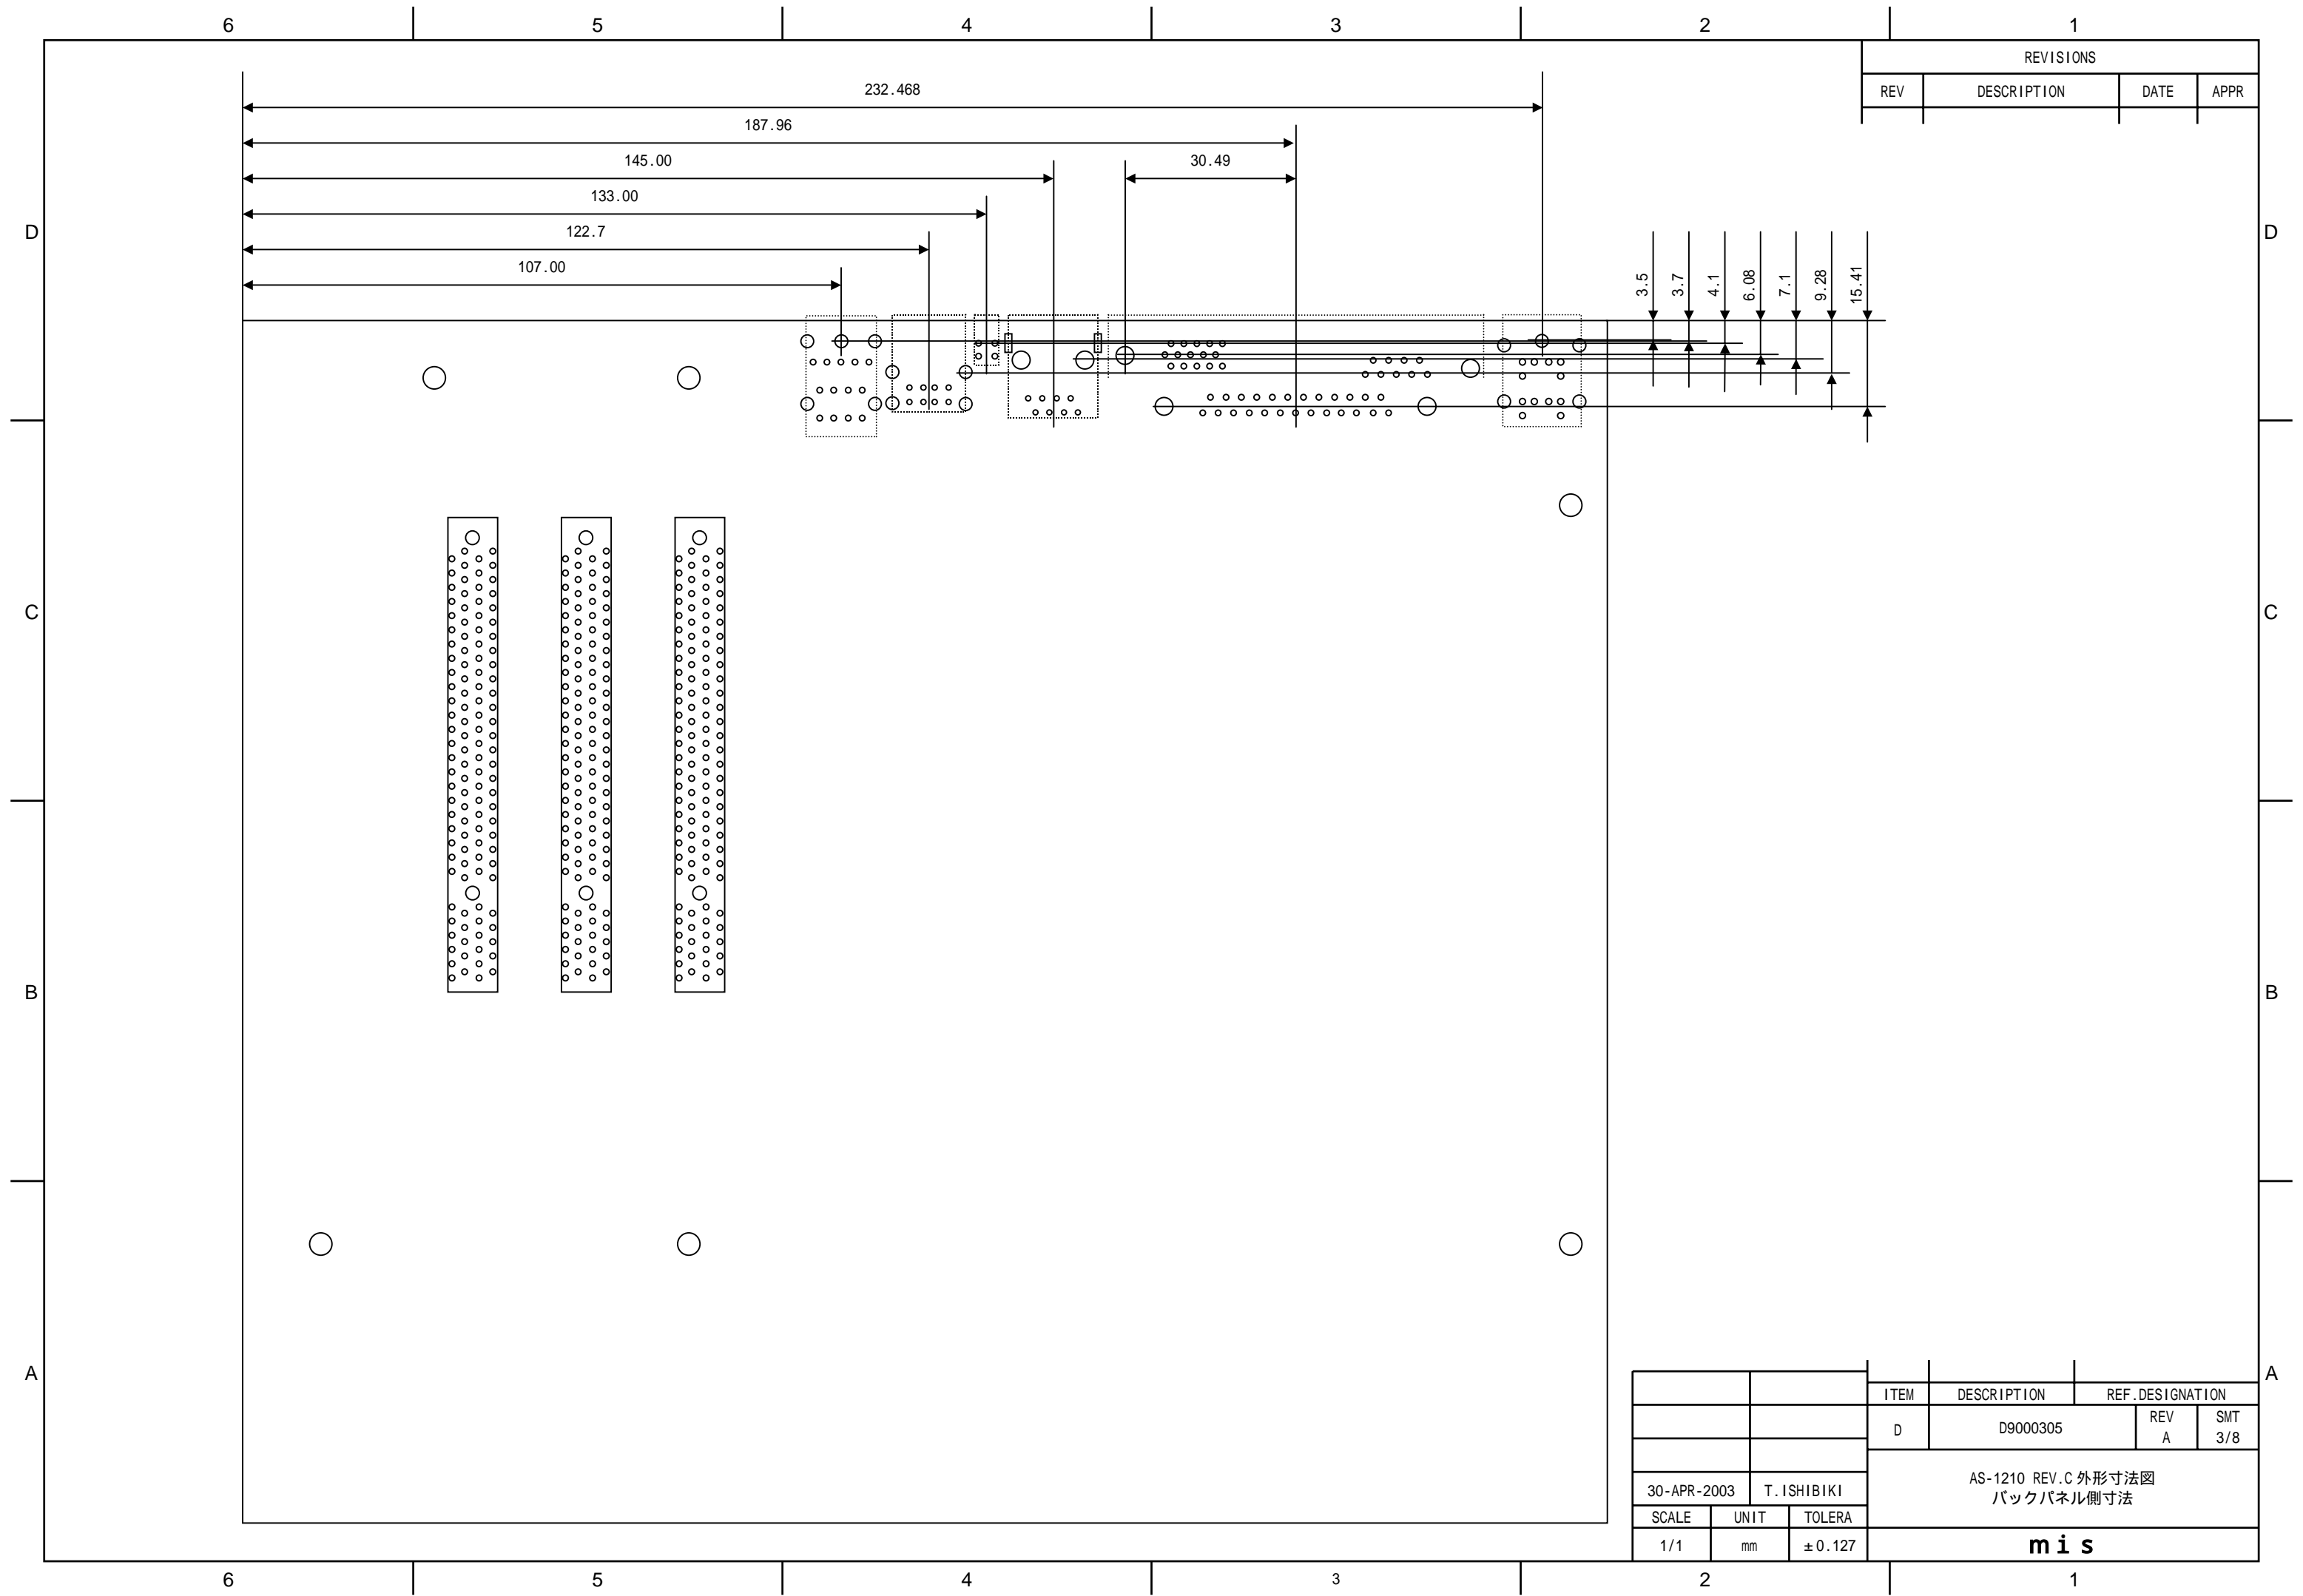 6 5 4 3 2 1
REVISIONS
REV DESCRIPTION DATE APPR
232.468
187.96
145.00 30.49
133.00
122.7
107.00
3.5 3.7 4.1 6.08 7.1 9.28 15.41
D D
C C
B B
A A
ITEM DESCRIPTION REF.DESIGNATION
D D9000305 REV A SMT 3/8
AS-1210 REV.C 外形寸法図
バックパネル側寸法
30-APR-2003 T.ISHIBIKI
SCALE UNIT TOLERA
1/1 mm ±0.127
mis
6 5 4 3 2 1